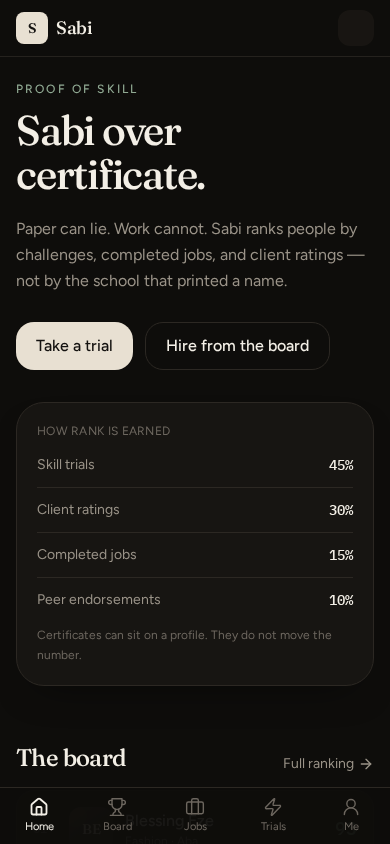 S Sabi
PROOF OF SKILL
Sabi over
certificate.
Paper can lie. Work cannot. Sabi ranks people by
challenges, completed jobs, and client ratings —
not by the school that printed a name.
Take a trial Hire from the board
HOW RANK IS EARNED
Skill trials 45%
Client ratings 30%
Completed jobs 15%
Peer endorsements 10%
Certificates can sit on a profile. They do not move the
number.
The board Full ranking →
Blessing
Home Board Jobs Trials Me